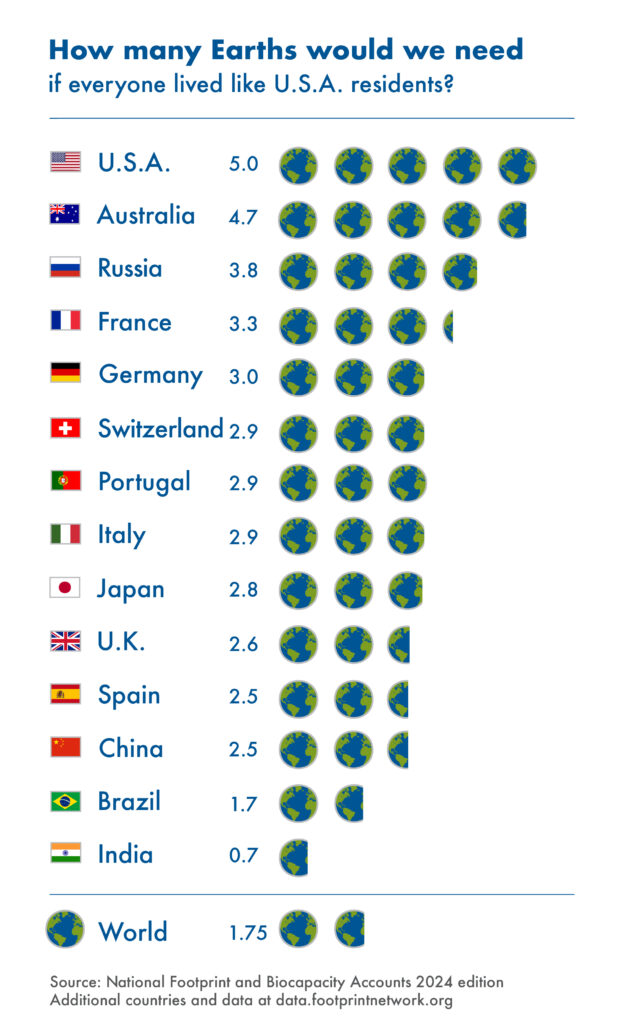 How many Earths would we need
if everyone lived like U.S.A. residents?
U.S.A. 5.0
Australia 4.7
Russia 3.8
France 3.3
Germany 3.0
Switzerland 2.9
Portugal 2.9
Italy 2.9
Japan 2.8
U.K. 2.6
Spain 2.5
China 2.5
Brazil 1.7
India 0.7
World 1.75
Source: National Footprint and Biocapacity Accounts 2024 edition
Additional countries and data at data.footprintnetwork.org